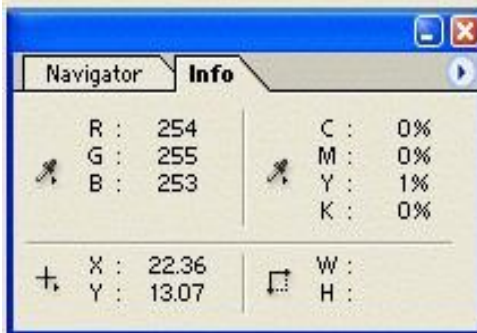 Navigator Info
R : 254 C : 0%
G : 255 M : 0%
B : 253 Y : 1%
K : 0%
X : 22.36 W :
Y : 13.07 H :